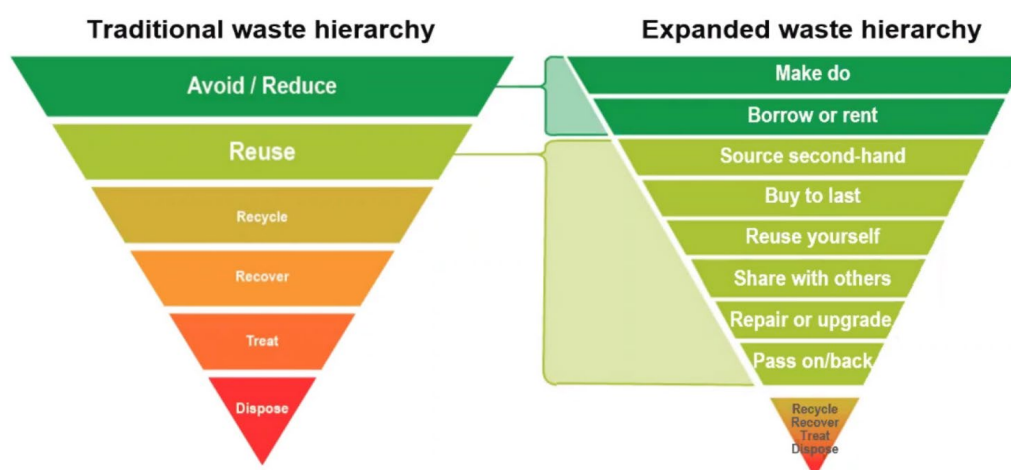 Traditional waste hierarchy
Avoid / Reduce
Reuse
Recycle
Recover
Treat
Dispose
Expanded waste hierarchy
Make do
Borrow or rent
Source second-hand
Buy to last
Reuse yourself
Share with others
Repair or upgrade
Pass on/back
Recycle
Recover
Treat
Dispose